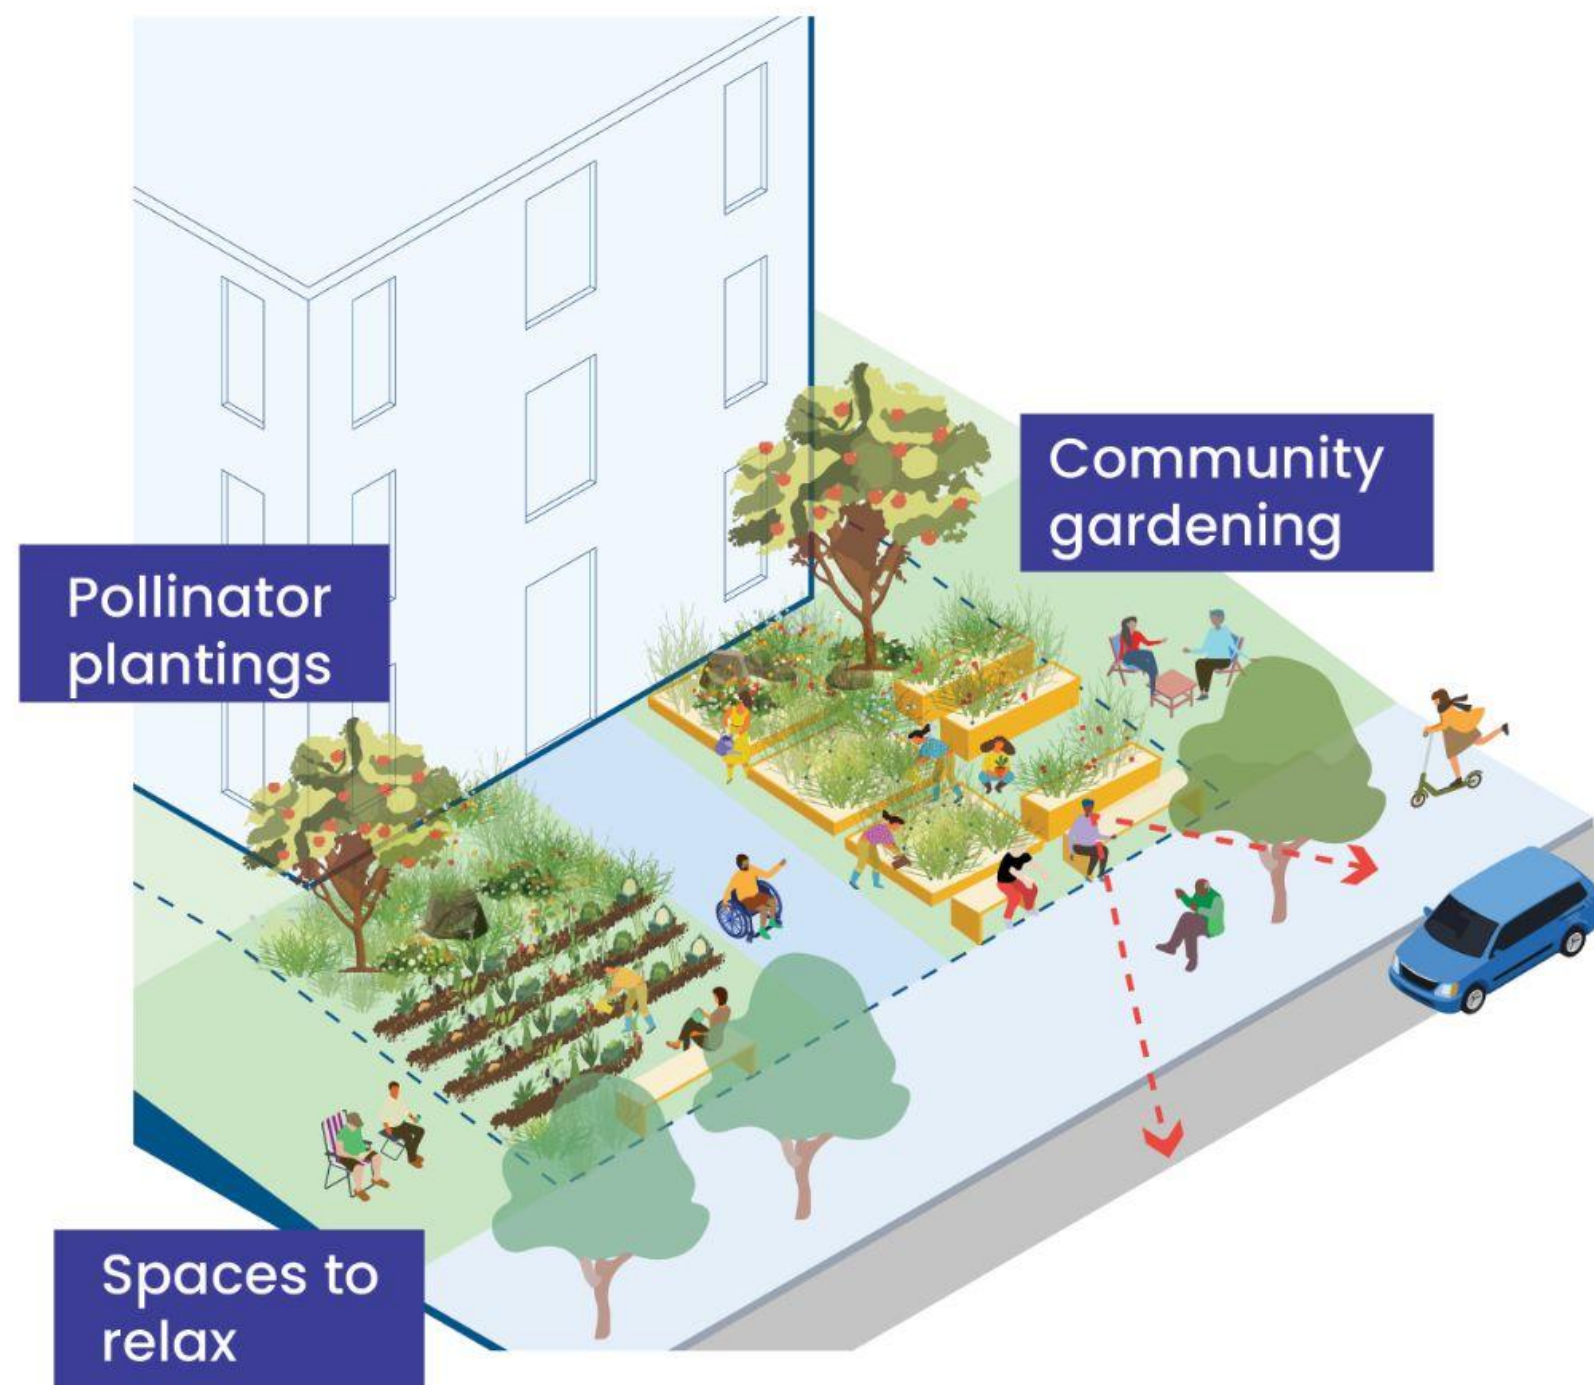 Community
gardening
Pollinator
plantings
Spaces to
relax